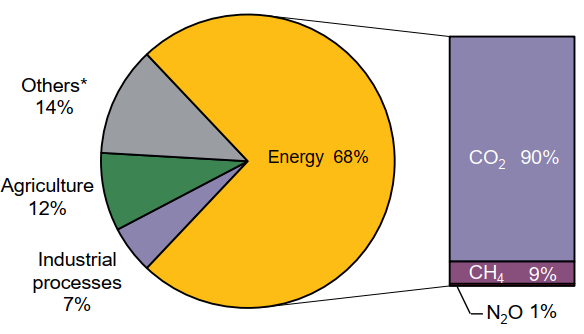 Others*
14%
Agriculture
12%
Industrial
processes
7%
Energy 68%
CO₂ 90%
CH₄ 9%
N₂O 1%